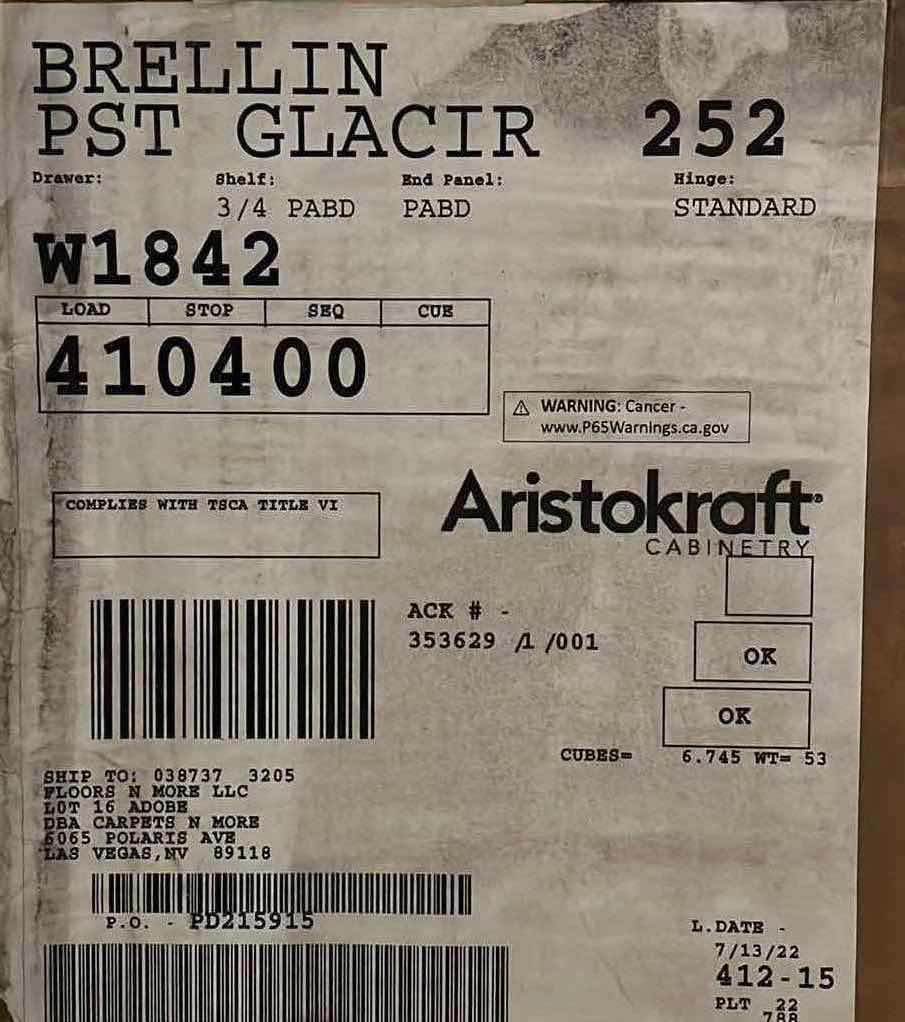 BRELLIN
PST GLACIR 252
Drawer: Shelf: End Panel: Hinge:
3/4 PABD PABD STANDARD
W1842
LOAD STOP SEQ CUE
410400
⚠ WARNING: Cancer -
www.P65Warnings.ca.gov
COMPLIES WITH TSCA TITLE VI
Aristokraft®
CABINETRY
ACK # -
353629 /1 /001
OK
OK
CUBES= 6.745 WT= 53
SHIP TO: 038737 3205
FLOORS N MORE LLC
LOT 16 ADOBE
DBA CARPETS N MORE
6065 POLARIS AVE
LAS VEGAS,NV 89118
P.O. - PD215915
L.DATE -
7/13/22
412-15
PLT 22
788